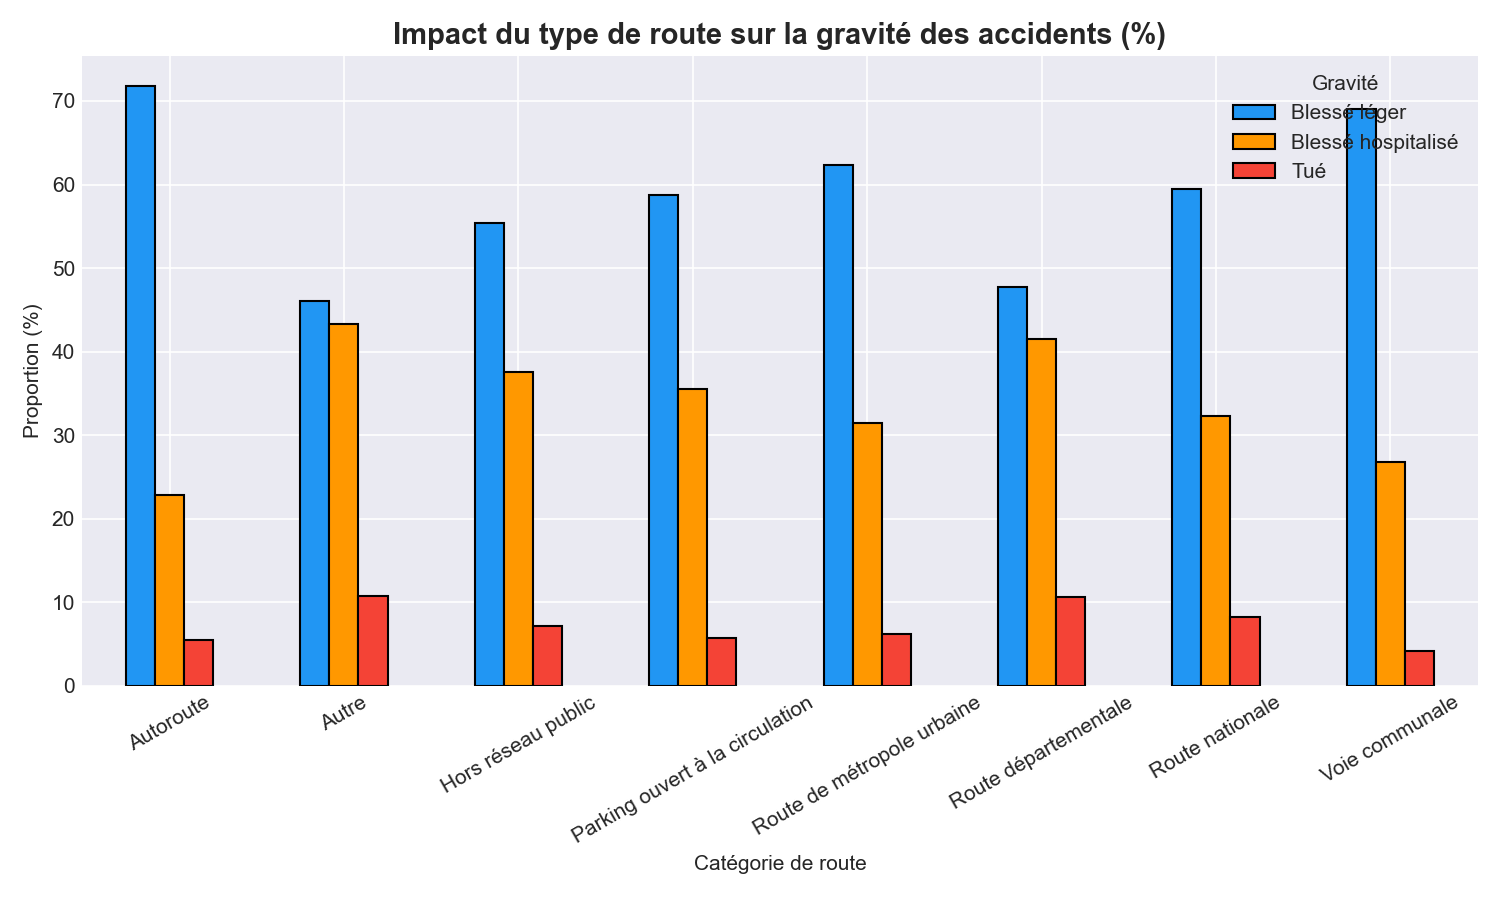 Impact du type de route sur la gravité des accidents (%)
Gravité
Blessé léger
Blessé hospitalisé
Tué
Proportion (%)
70
60
50
40
30
20
10
0
Autoroute
Autre
Hors réseau public
Parking ouvert à la circulation
Route de métropole urbaine
Route départementale
Route nationale
Voie communale
Catégorie de route